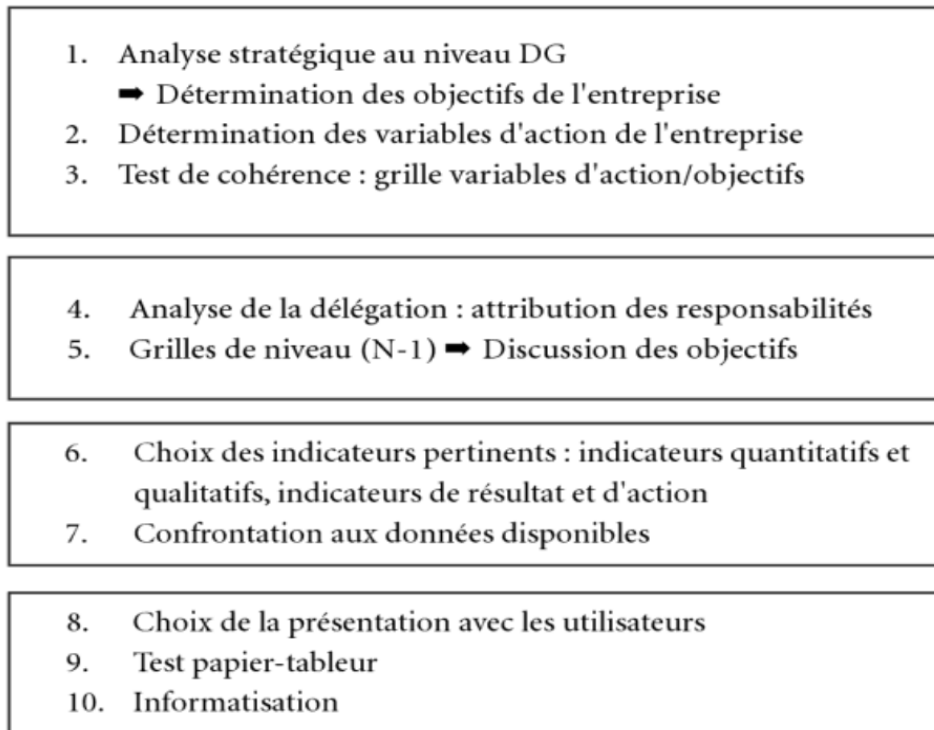 1. Analyse stratégique au niveau DG
➡ Détermination des objectifs de l'entreprise
2. Détermination des variables d'action de l'entreprise
3. Test de cohérence : grille variables d'action/objectifs
4. Analyse de la délégation : attribution des responsabilités
5. Grilles de niveau (N-1) ➡ Discussion des objectifs
6. Choix des indicateurs pertinents : indicateurs quantitatifs et
qualitatifs, indicateurs de résultat et d'action
7. Confrontation aux données disponibles
8. Choix de la présentation avec les utilisateurs
9. Test papier-tableur
10. Informatisation